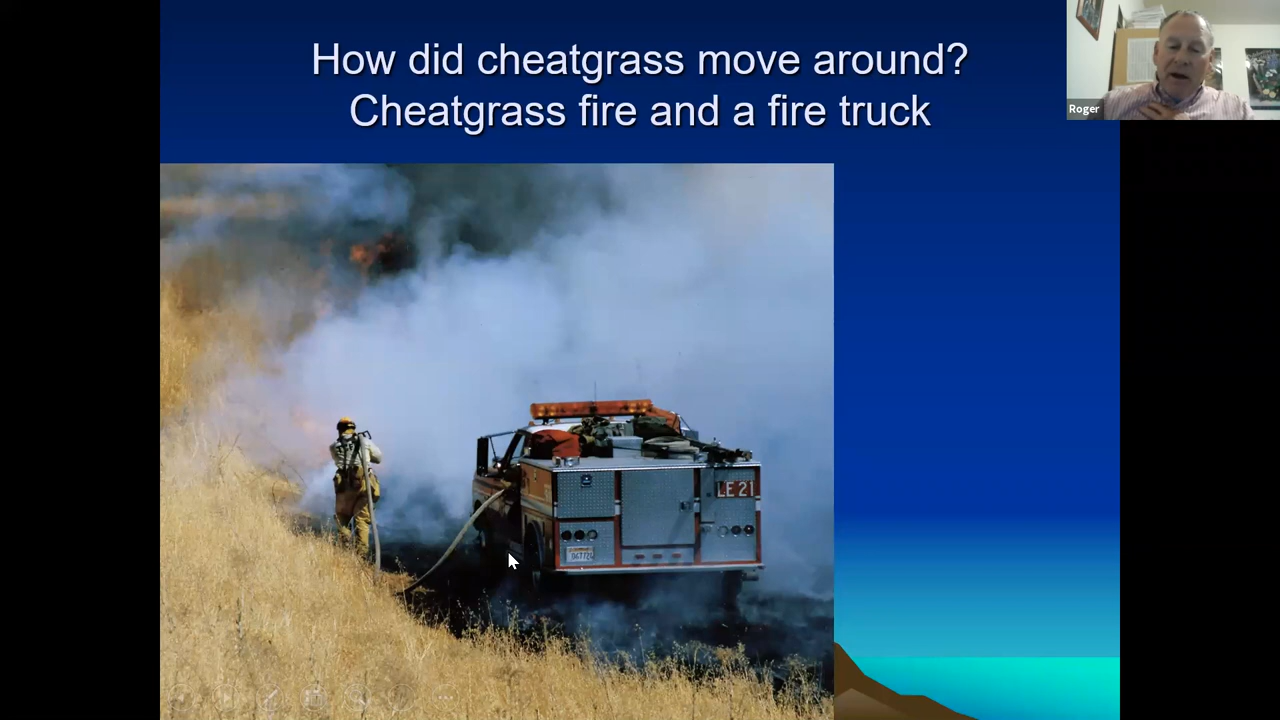 How did cheatgrass move around?
Cheatgrass fire and a fire truck
Roger
LE 21